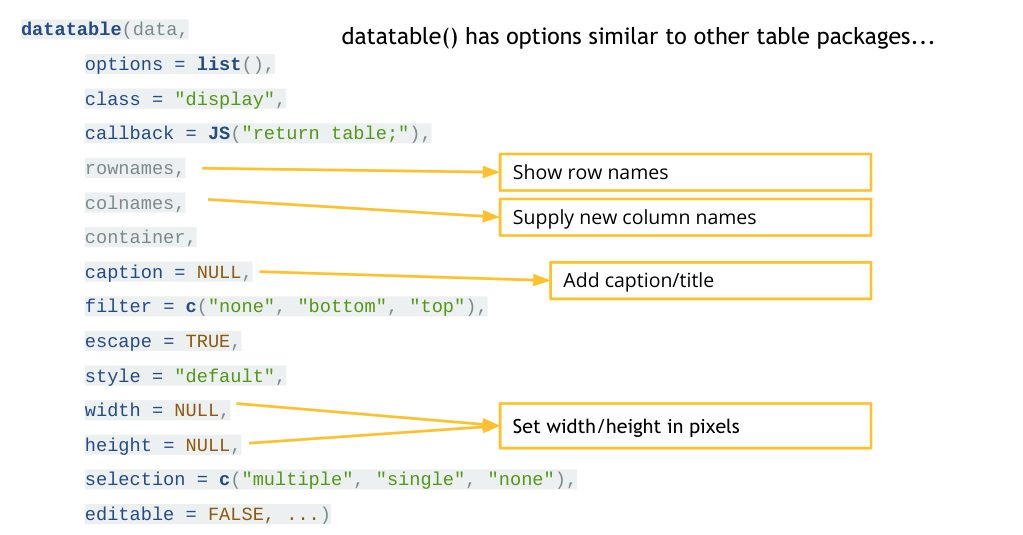 datatable(data,
datatable() has options similar to other table packages...
options = list(),
class = "display",
callback = JS("return table;"),
rownames,
Show row names
colnames,
Supply new column names
container,
caption = NULL,
Add caption/title
filter = c("none", "bottom", "top"),
escape = TRUE,
style = "default",
width = NULL,
Set width/height in pixels
height = NULL,
selection = c("multiple", "single", "none"),
editable = FALSE, ...)